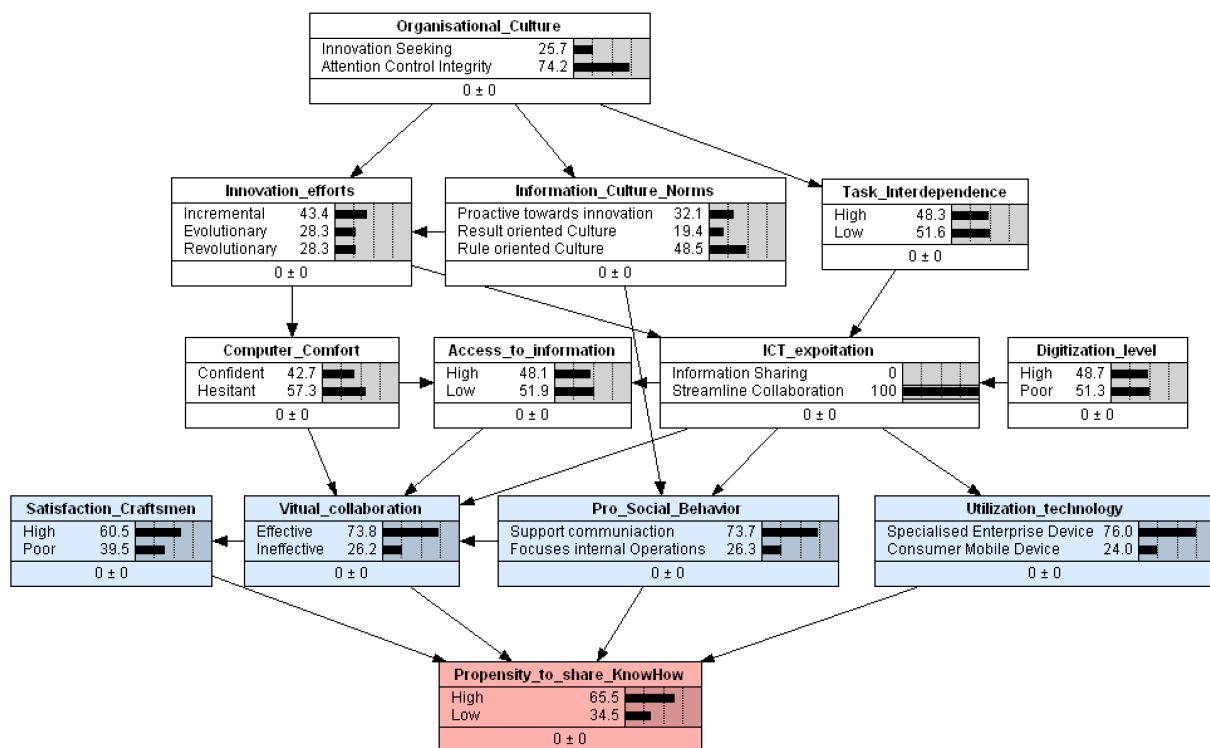 Organisational_Culture
Innovation Seeking 25.7
Attention Control Integrity 74.2
0 ± 0
Innovation_efforts
Incremental 43.4
Evolutionary 28.3
Revolutionary 28.3
0 ± 0
Information_Culture_Norms
Proactive towards innovation 32.1
Result oriented Culture 19.4
Rule oriented Culture 48.5
0 ± 0
Task_Interdependence
High 48.3
Low 51.6
0 ± 0
Computer_Comfort
Confident 42.7
Hesitant 57.3
0 ± 0
Access_to_information
High 48.1
Low 51.9
0 ± 0
ICT_expoitation
Information Sharing 0
Streamline Collaboration 100
0 ± 0
Digitization_level
High 48.7
Poor 51.3
0 ± 0
Satisfaction_Craftsmen
High 60.5
Poor 39.5
0 ± 0
Vitual_collaboration
Effective 73.8
Ineffective 26.2
0 ± 0
Pro_Social_Behavior
Support communiaction 73.7
Focuses internal Operations 26.3
0 ± 0
Utilization_technology
Specialised Enterprise Device 76.0
Consumer Mobile Device 24.0
0 ± 0
Propensity_to_share_KnowHow
High 65.5
Low 34.5
0 ± 0